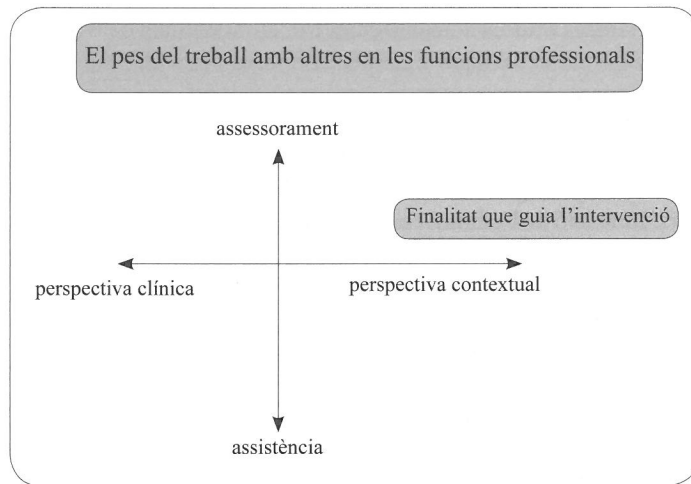 El pes del treball amb altres en les funcions professionals
assessorament
Finalitat que guia l’intervenció
perspectiva clínica
perspectiva contextual
assistència